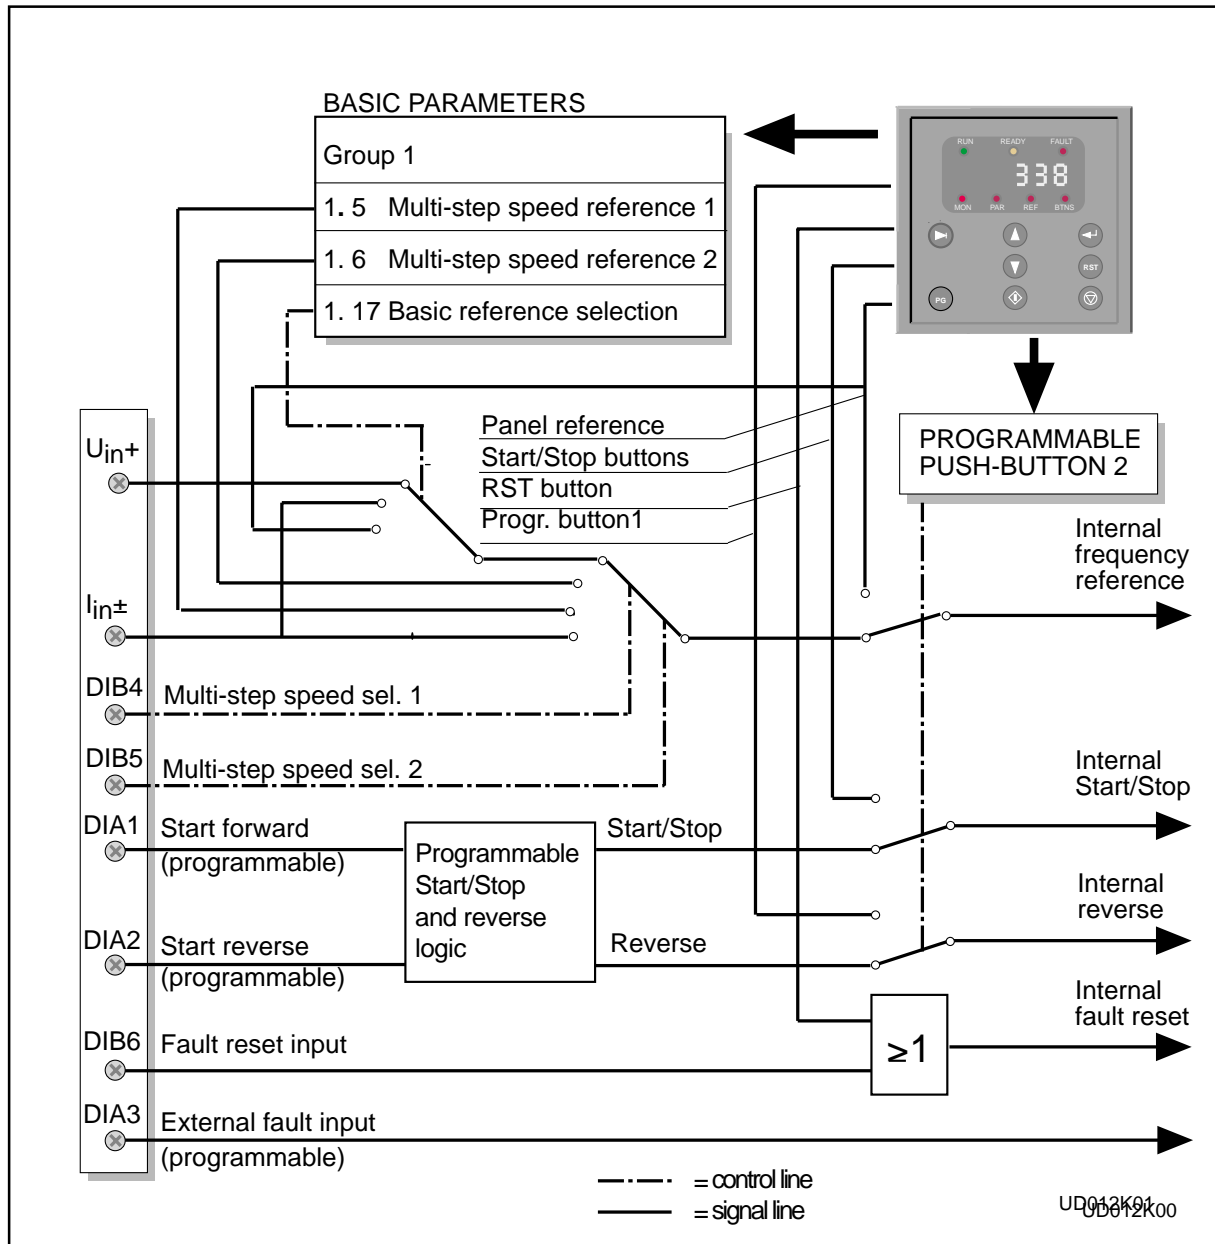 BASIC PARAMETERS
Group 1
1. 5 Multi-step speed reference 1
1. 6 Multi-step speed reference 2
1. 17 Basic reference selection
RUN READY FAULT
338
MON PAR REF BTNS
RST
PG
PROGRAMMABLE
PUSH-BUTTON 2
Panel reference
Start/Stop buttons
RST button
Progr. button1
Uin+
Iin±
DIB4
Multi-step speed sel. 1
DIB5
Multi-step speed sel. 2
DIA1
Start forward
(programmable)
DIA2
Start reverse
(programmable)
Programmable
Start/Stop
and reverse
logic
Start/Stop
Reverse
DIB6
Fault reset input
DIA3
External fault input
(programmable)
≥1
Internal
frequency
reference
Internal
Start/Stop
Internal
reverse
Internal
fault reset
= control line
= signal line
UD012K01
UD012K00